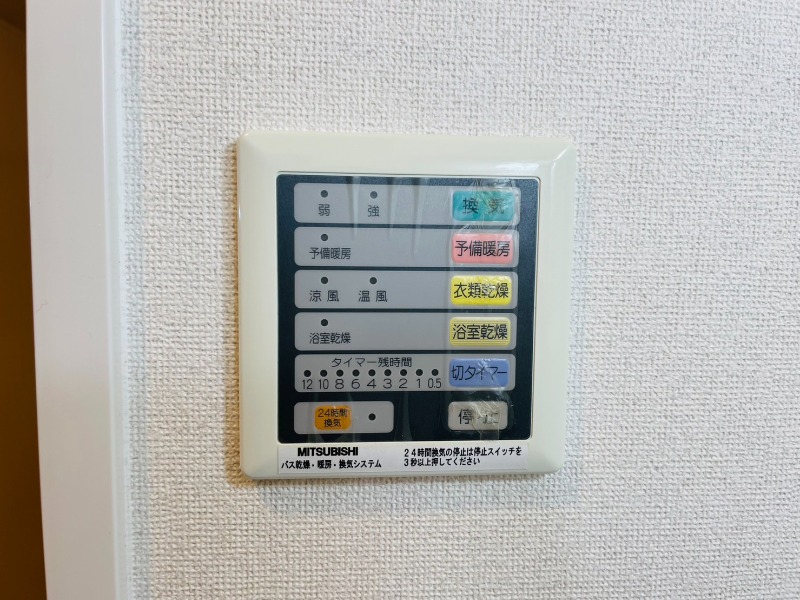 弱 強 換気
予備暖房 予備暖房
涼風 温風 衣類乾燥
浴室乾燥 浴室乾燥
タイマー残時間
12 10 8 6 4 3 2 1 0.5 切タイマー
24時間
換気
停止
MITSUBISHI
バス乾燥・暖房・換気システム
24時間換気の停止は停止スイッチを
3秒以上押してください